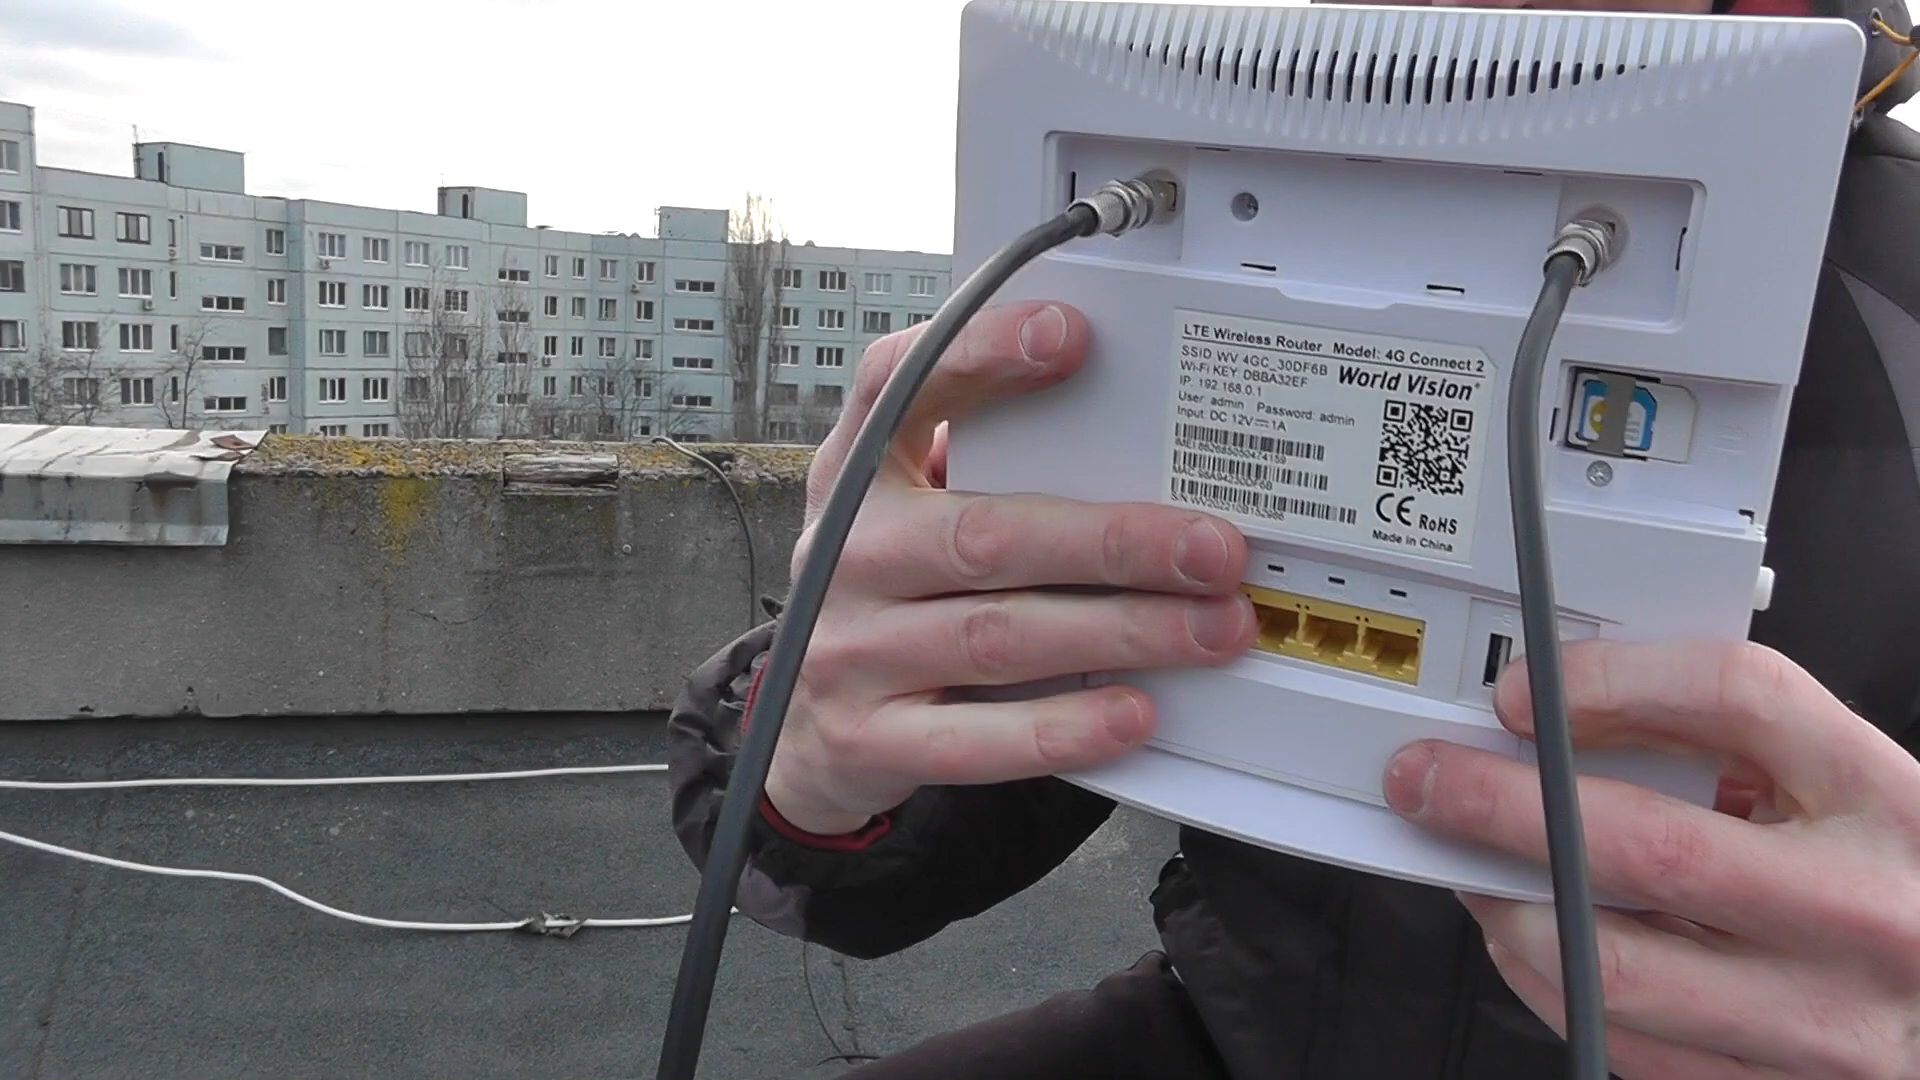 LTE Wireless Router Model: 4G Connect 2
SSID WV 4GC_30DF6B
Wi-Fi KEY: DBBA32EF
World Vision®
IP: 192.168.0.1
User: admin Password: admin
Input: DC 12V⎓1A
CE RoHS
Made in China